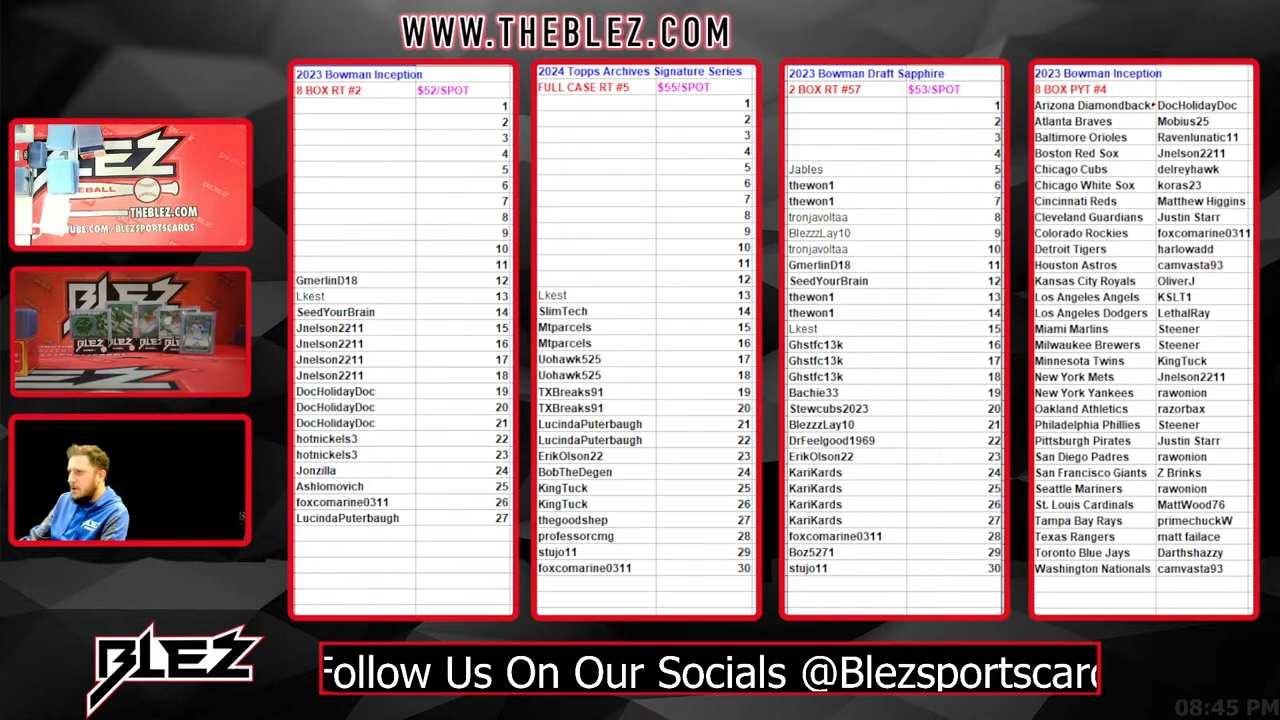 WWW.THEBLEZ.COM
BLEZ
BASEBALL
THEBLEZ.COM
YOUTUBE.COM/BLEZSPORTSCARDS
BLEZ
BLEZ
BLEZ
2023 Bowman Inception
8 BOX RT #2 $52/SPOT
1
2
3
4
5
6
7
8
9
10
11
GmerlinD18 12
Lkest 13
SeedYourBrain 14
Jnelson2211 15
Jnelson2211 16
Jnelson2211 17
Jnelson2211 18
DocHolidayDoc 19
DocHolidayDoc 20
DocHolidayDoc 21
hotnickels3 22
hotnickels3 23
Jonzilla 24
Ashlomovich 25
foxcomarine0311 26
LucindaPuterbaugh 27
2024 Topps Archives Signature Series
FULL CASE RT #5 $55/SPOT
1
2
3
4
5
6
7
8
9
10
11
12
Lkest 13
SlimTech 14
Mtparcels 15
Mtparcels 16
Uohawk525 17
Uohawk525 18
TXBreaks91 19
TXBreaks91 20
LucindaPuterbaugh 21
LucindaPuterbaugh 22
ErikOlson22 23
BobTheDegen 24
KingTuck 25
KingTuck 26
thegoodshep 27
professorcmg 28
stujo11 29
foxcomarine0311 30
2023 Bowman Draft Sapphire
2 BOX RT #57 $53/SPOT
1
2
3
4
Jables 5
thewon1 6
thewon1 7
tronjavoltaa 8
BlezzzLay10 9
tronjavoltaa 10
GmerlinD18 11
SeedYourBrain 12
thewon1 13
thewon1 14
Lkest 15
Ghstfc13k 16
Ghstfc13k 17
Ghstfc13k 18
Bachie33 19
Stewcubs2023 20
BlezzzLay10 21
DrFeelgood1969 22
ErikOlson22 23
KariKards 24
KariKards 25
KariKards 26
KariKards 27
foxcomarine0311 28
Boz5271 29
stujo11 30
2023 Bowman Inception
8 BOX PYT #4
Arizona Diamondback DocHolidayDoc
Atlanta Braves Mobius25
Baltimore Orioles Ravenlunatic11
Boston Red Sox Jnelson2211
Chicago Cubs delreyhawk
Chicago White Sox koras23
Cincinnati Reds Matthew Higgins
Cleveland Guardians Justin Starr
Colorado Rockies foxcomarine0311
Detroit Tigers harlowadd
Houston Astros camvasta93
Kansas City Royals OliverJ
Los Angeles Angels KSLT1
Los Angeles Dodgers LethalRay
Miami Marlins Steener
Milwaukee Brewers Steener
Minnesota Twins KingTuck
New York Mets Jnelson2211
New York Yankees rawonion
Oakland Athletics razorbax
Philadelphia Phillies Steener
Pittsburgh Pirates Justin Starr
San Diego Padres rawonion
San Francisco Giants Z Brinks
Seattle Mariners rawonion
St. Louis Cardinals MattWood76
Tampa Bay Rays primechuckW
Texas Rangers matt failace
Toronto Blue Jays Darthshazzy
Washington Nationals camvasta93
BLEZ
Follow Us On Our Socials @Blezsportscard
08:45 PM